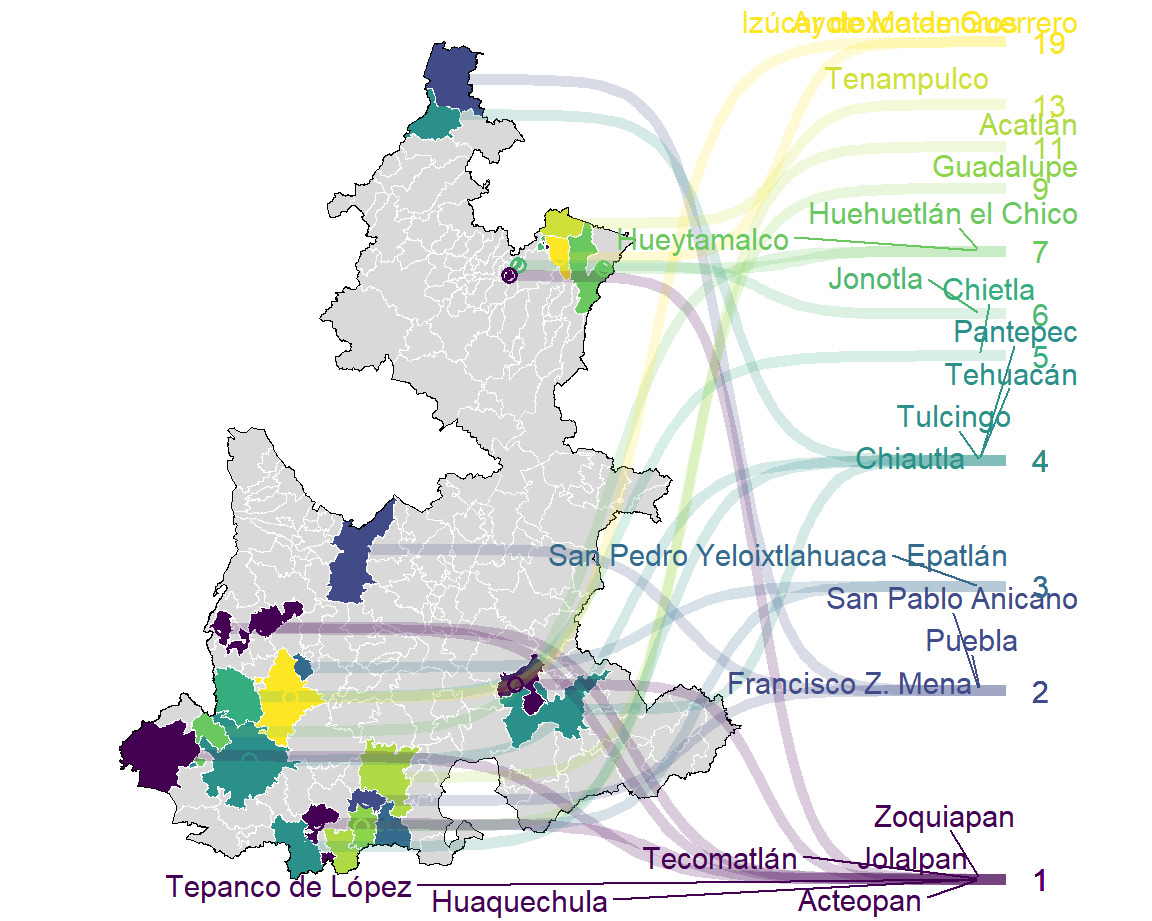 Izúcar de Matamoros
Ayotoxco de Guerrero
19
Tenampulco
13
Acatlán
11
Guadalupe
9
Huehuetlán el Chico
Hueytamalco
7
Jonotla
Chietla
6
Pantepec
5
Tehuacán
Tulcingo
Chiautla
4
San Pedro Yeloixtlahuaca
Epatlán
3
San Pablo Anicano
Puebla
Francisco Z. Mena
2
Zoquiapan
Tecomatlán
Jolalpan
1
Tepanco de López
Huaquechula
Acteopan